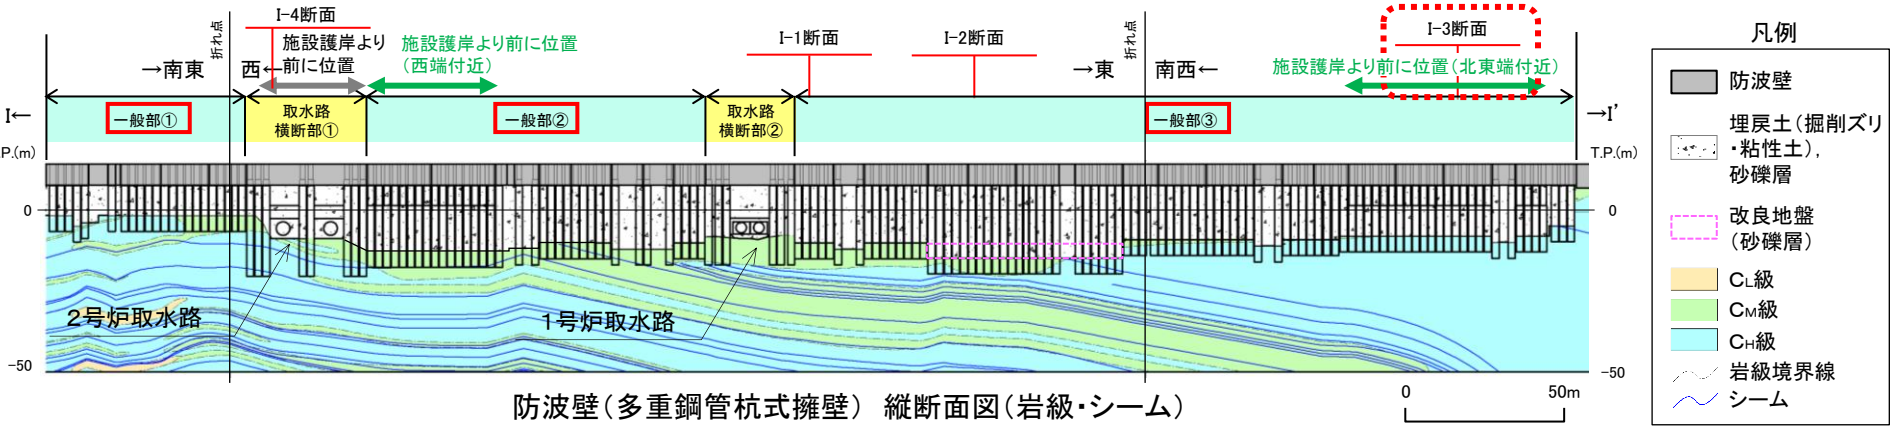 I-4断面
折れ点
施設護岸より
前に位置
施設護岸より前に位置
(西端付近)
I-1断面
I-2断面
折れ点
I-3断面
→南東
西←
→東
南西←
施設護岸より前に位置(北東端付近)
I←
一般部①
取水路
横断部①
一般部②
取水路
横断部②
一般部③
→I'
.P.(m)
T.P.(m)
0
0
2号炉取水路
1号炉取水路
-50
-50
0
50m
防波壁(多重鋼管杭式擁壁) 縦断面図(岩級・シーム)
凡例
防波壁
埋戻土(掘削ズリ
・粘性土),
砂礫層
改良地盤
(砂礫層)
CL級
CM級
CH級
岩級境界線
シーム